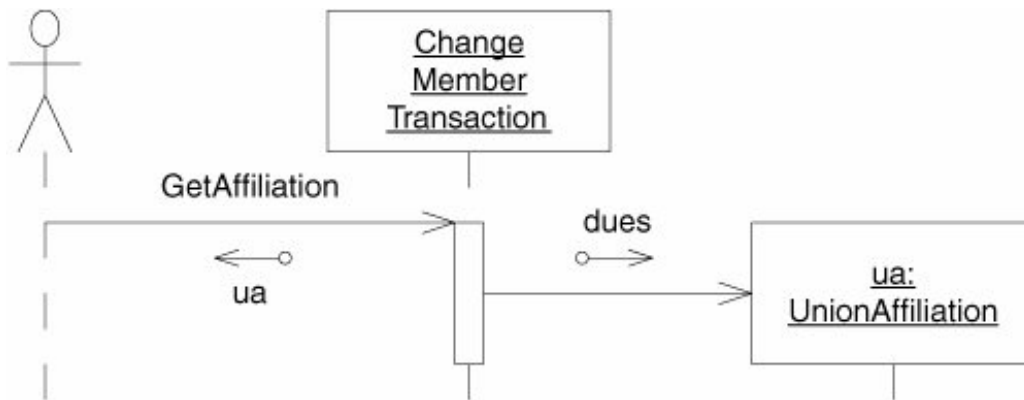 Change
Member
Transaction
GetAffiliation
ua
dues
ua:
UnionAffiliation